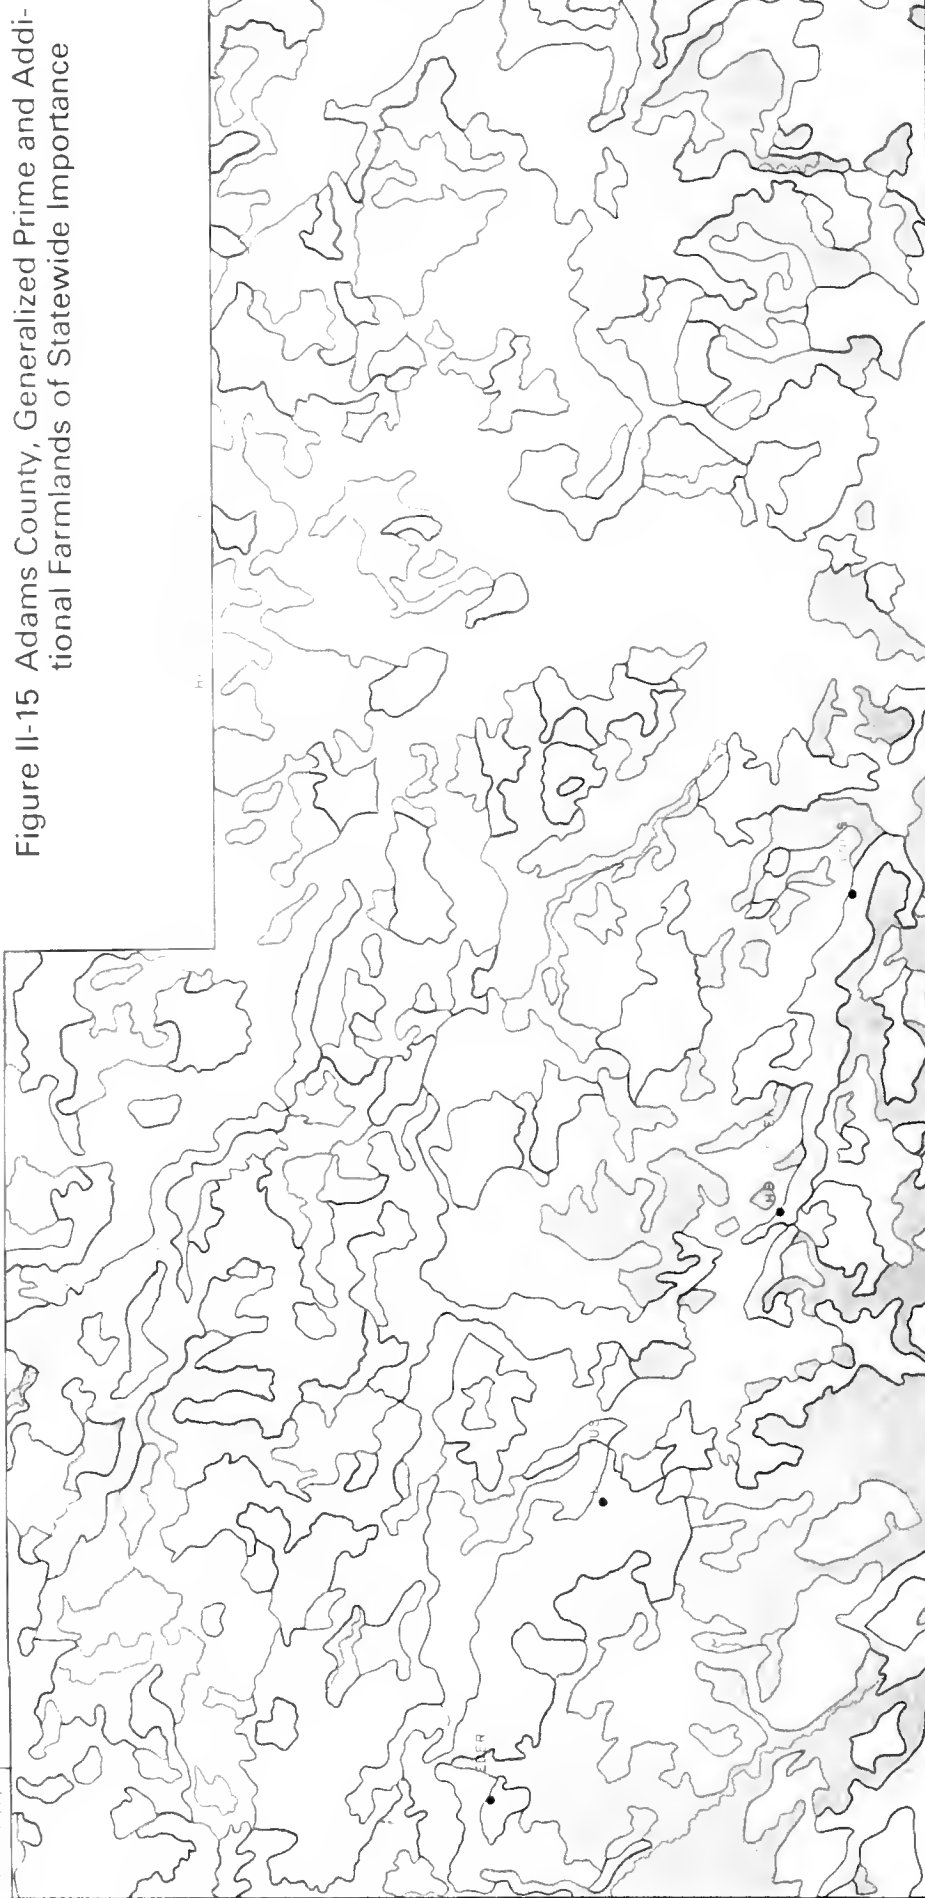 Figure II-15 Adams County, Generalized Prime and Addi-
tional Farmlands of Statewide Importance